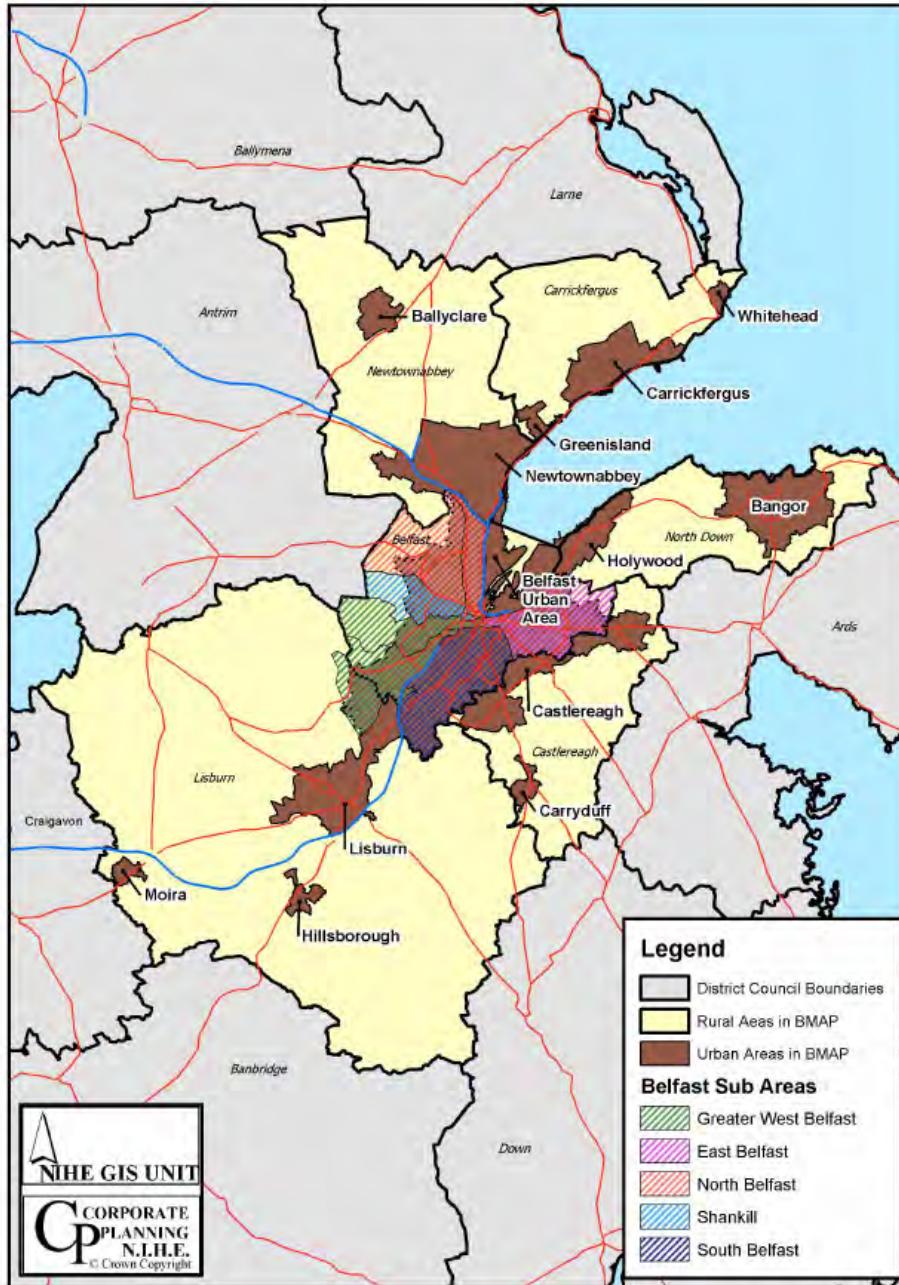 Ballymena
Larne
Antrim
Carrickfergus
Whitehead
Ballyclare
Newtownabbey
Carrickfergus
Greenisland
Newtownabbey
Bangor
Belfast
North Down
Holywood
Belfast
Urban
Area
Ards
Castlereagh
Castlereagh
Lisburn
Carryduff
Craigavon
Lisburn
Moira
Hillsborough
Banbridge
Down
Legend
District Council Boundaries
Rural Aeas in BMAP
Urban Areas in BMAP
Belfast Sub Areas
Greater West Belfast
East Belfast
North Belfast
Shankill
South Belfast
NIHE GIS UNIT
CP
CORPORATE
PLANNING
N.I.H.E.
© Crown Copyright